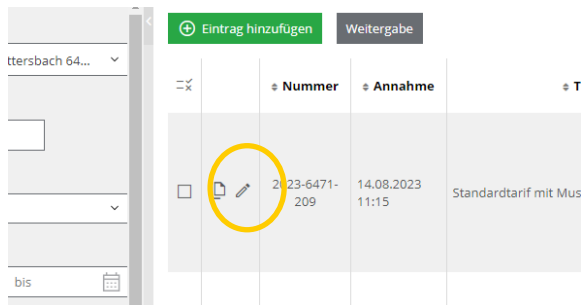 Eintrag hinzufügen
Weitergabe
ttersbach 64...
Nummer
Annahme
T
2023-6471-
209
14.08.2023
11:15
Standardtarif mit Mus
bis